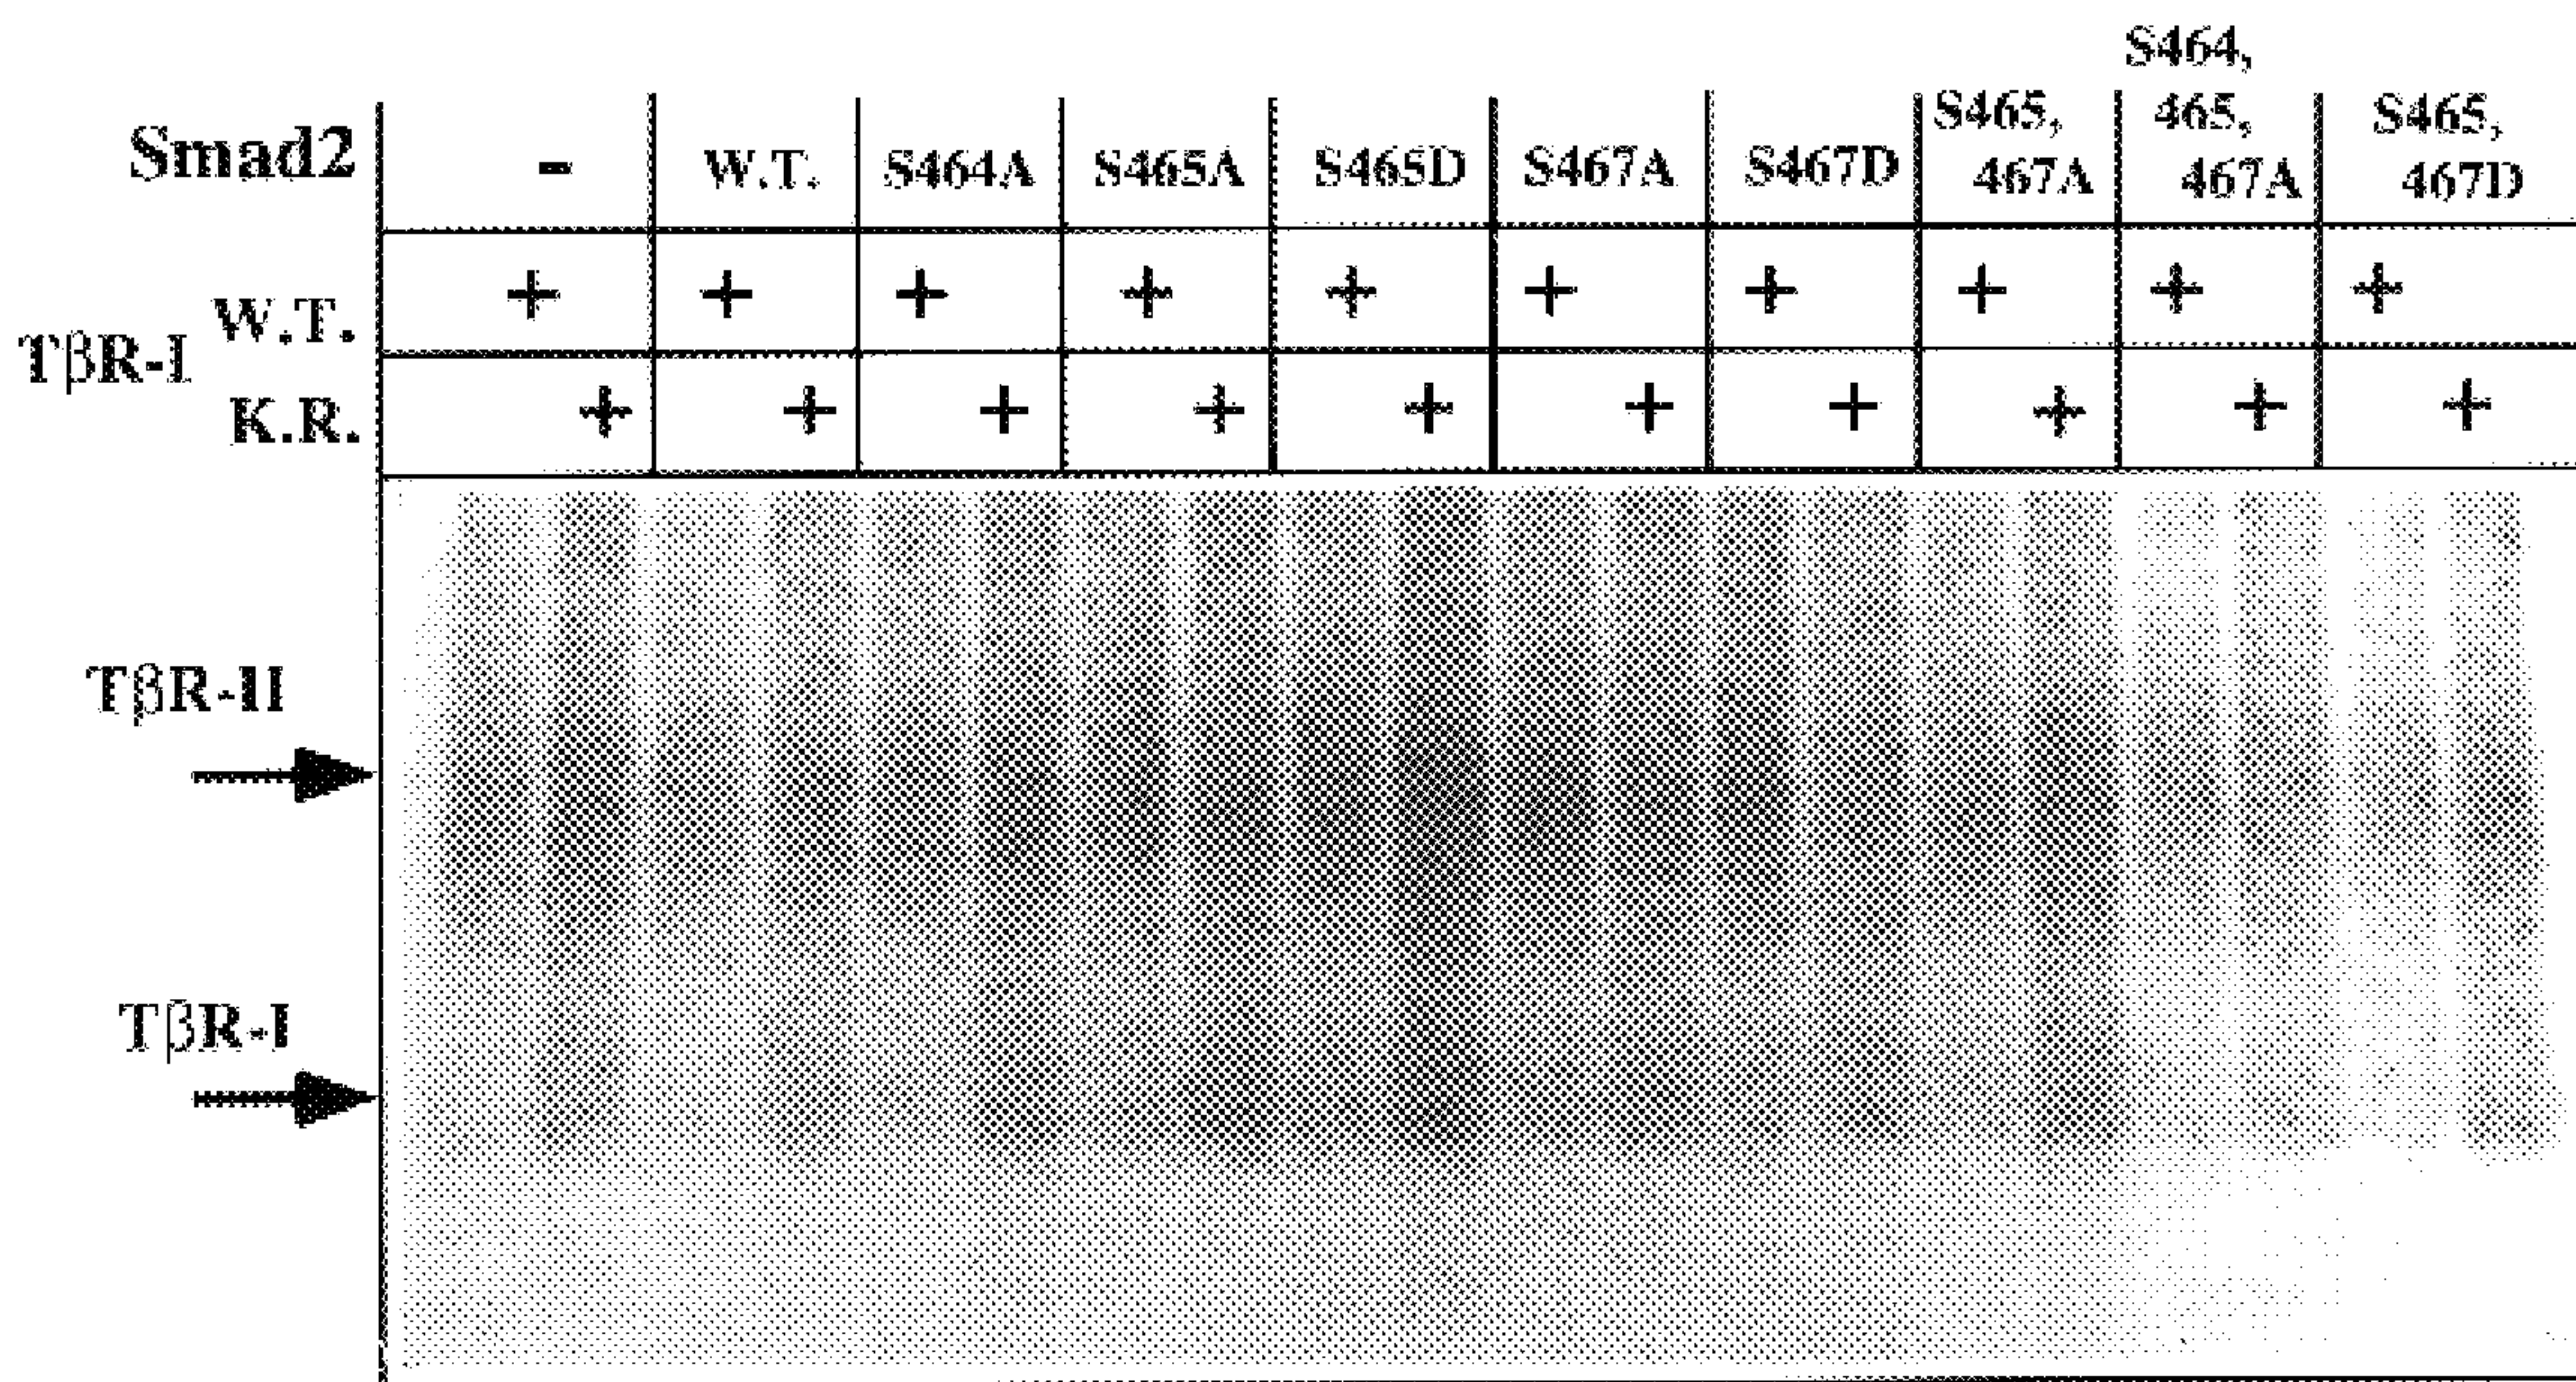 S464,
S465, 465, S465,
Smad2 - W.T. S464A S465A S465D S467A S467D 467A 467A 467D
W.T. + + + + + + + + + +
TβR-I
K.R. + + + + + + + + + +
TβR-II
TβR-I